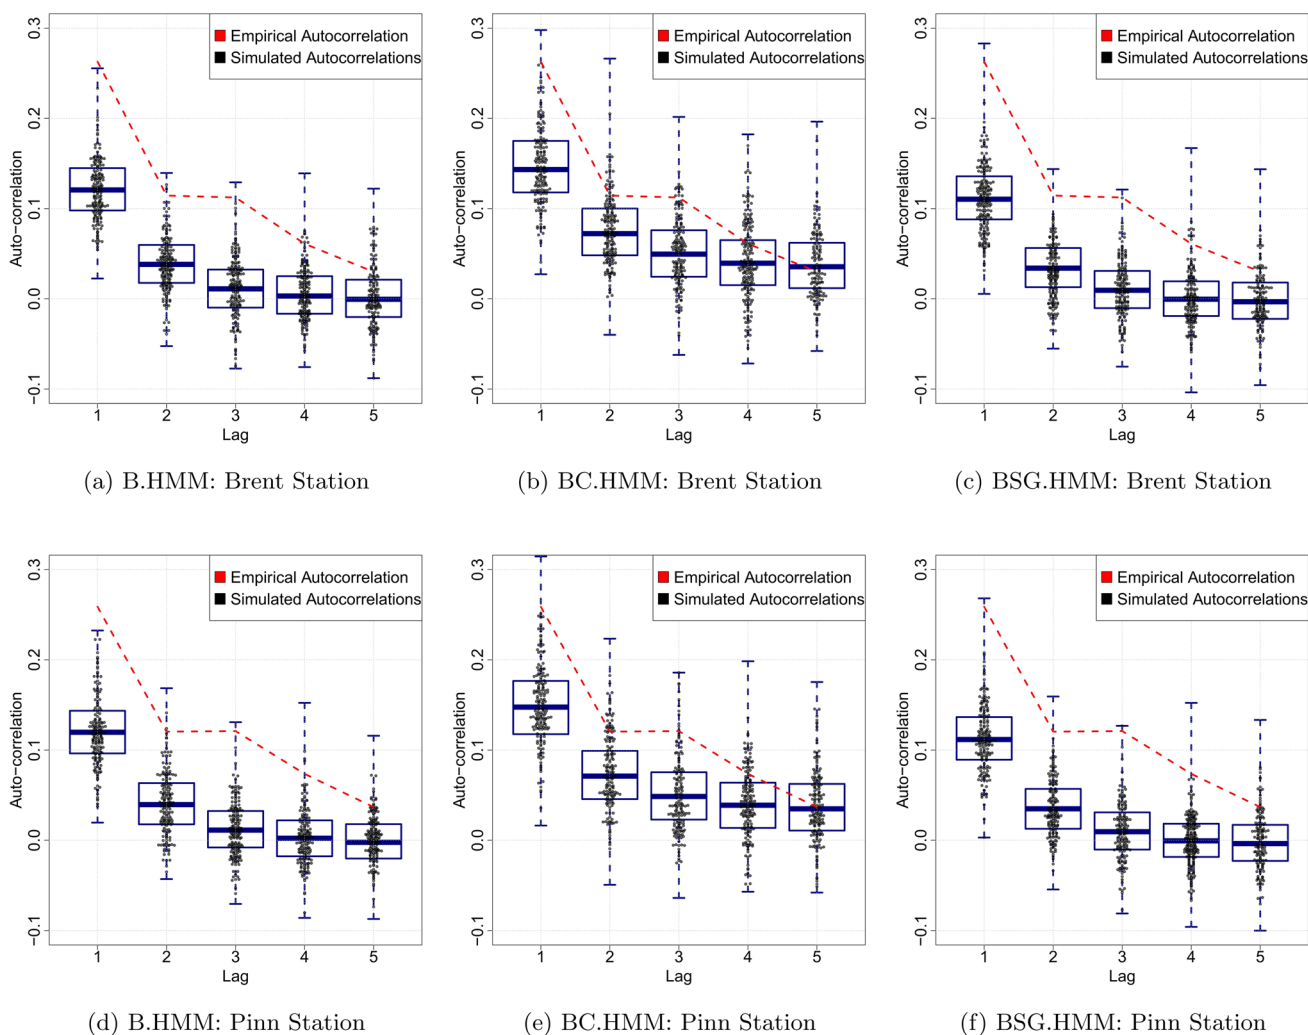 0.3
0.2
0.1
0.0
−0.1
Auto−correlation
Empirical Autocorrelation
Simulated Autocorrelations
1 2 3 4 5
Lag
(a) B.HMM: Brent Station
0.3
0.2
0.1
0.0
−0.1
Auto−correlation
Empirical Autocorrelation
Simulated Autocorrelations
1 2 3 4 5
Lag
(b) BC.HMM: Brent Station
0.3
0.2
0.1
0.0
−0.1
Auto−correlation
Empirical Autocorrelation
Simulated Autocorrelations
1 2 3 4 5
Lag
(c) BSG.HMM: Brent Station
0.3
0.2
0.1
0.0
−0.1
Auto−correlation
Empirical Autocorrelation
Simulated Autocorrelations
1 2 3 4 5
Lag
(d) B.HMM: Pinn Station
0.3
0.2
0.1
0.0
−0.1
Auto−correlation
Empirical Autocorrelation
Simulated Autocorrelations
1 2 3 4 5
Lag
(e) BC.HMM: Pinn Station
0.3
0.2
0.1
0.0
−0.1
Auto−correlation
Empirical Autocorrelation
Simulated Autocorrelations
1 2 3 4 5
Lag
(f) BSG.HMM: Pinn Station